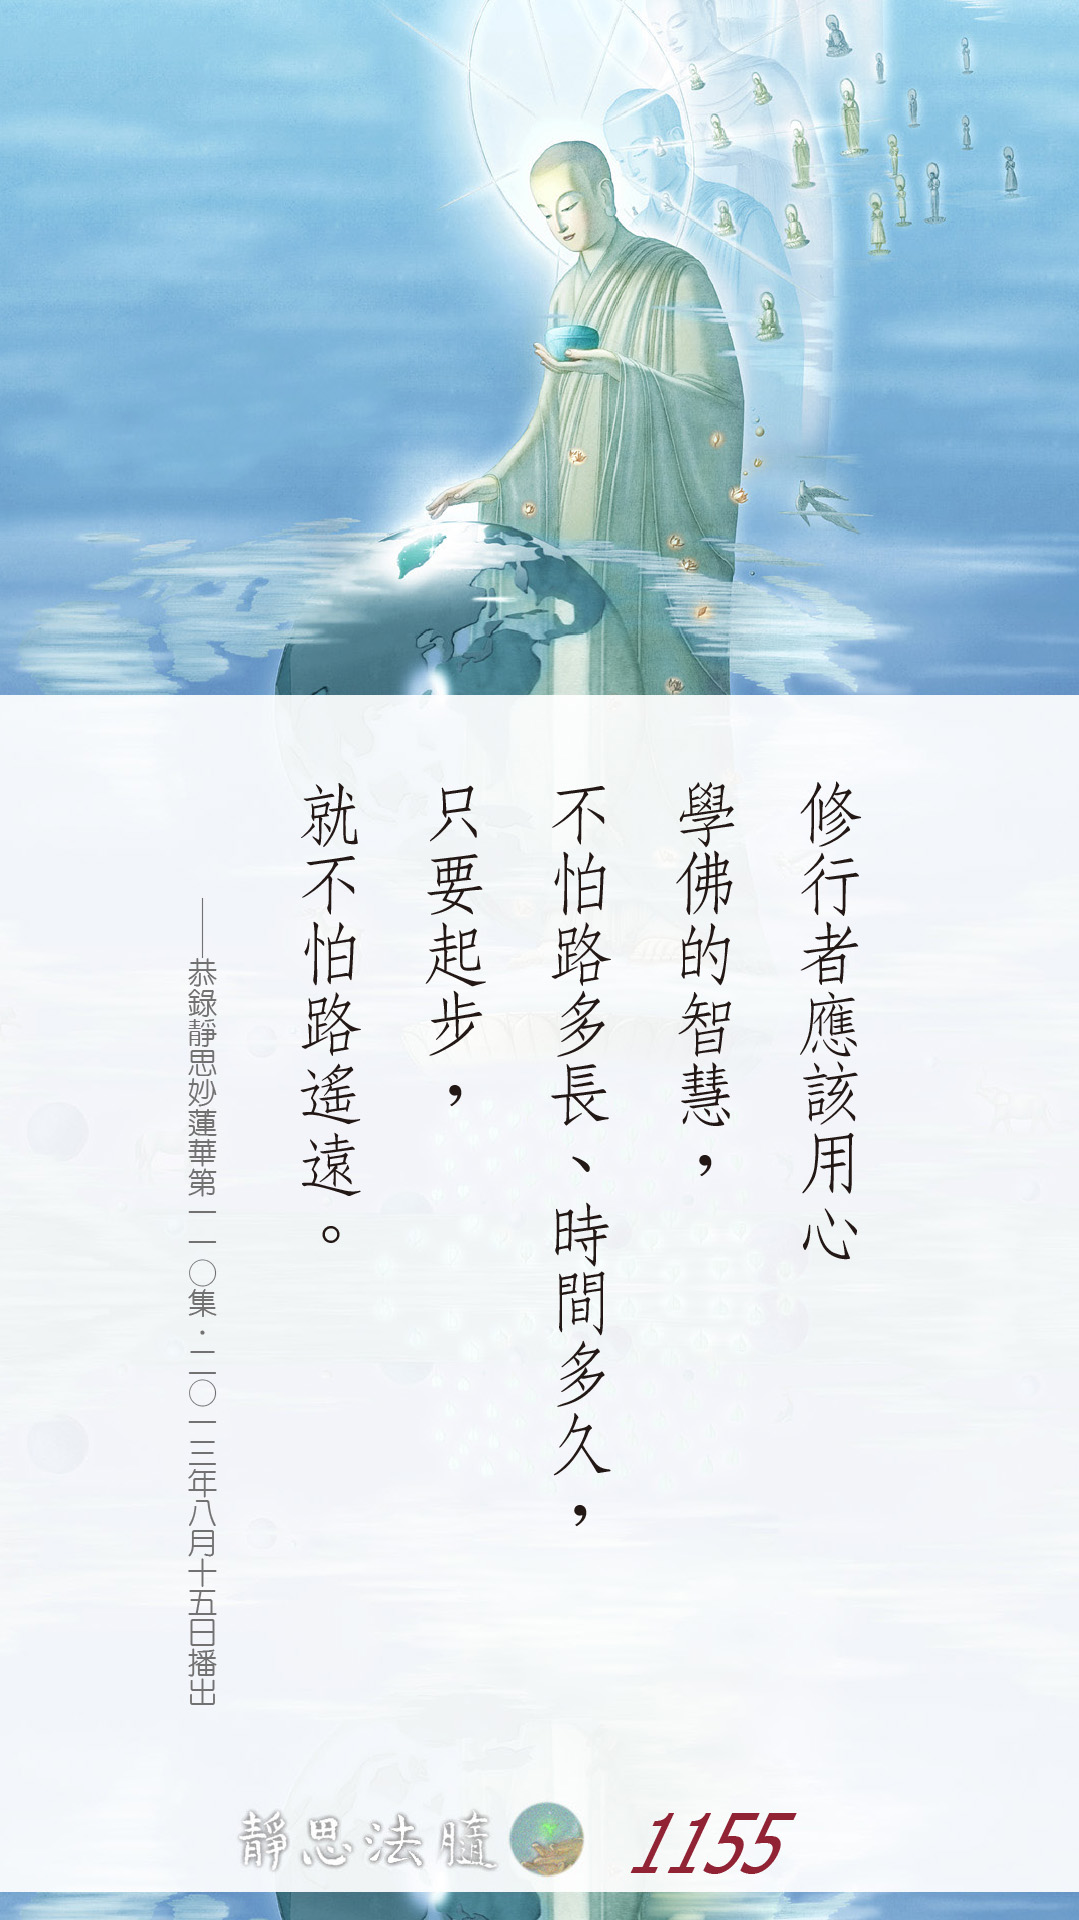 修行者應該用心
學佛的智慧，
不怕路多長、時間多久，
只要起步，
就不怕路遙遠。
——恭錄靜思妙蓮華第一一〇集．二〇一三年八月十五日播出
靜思法髓
1155